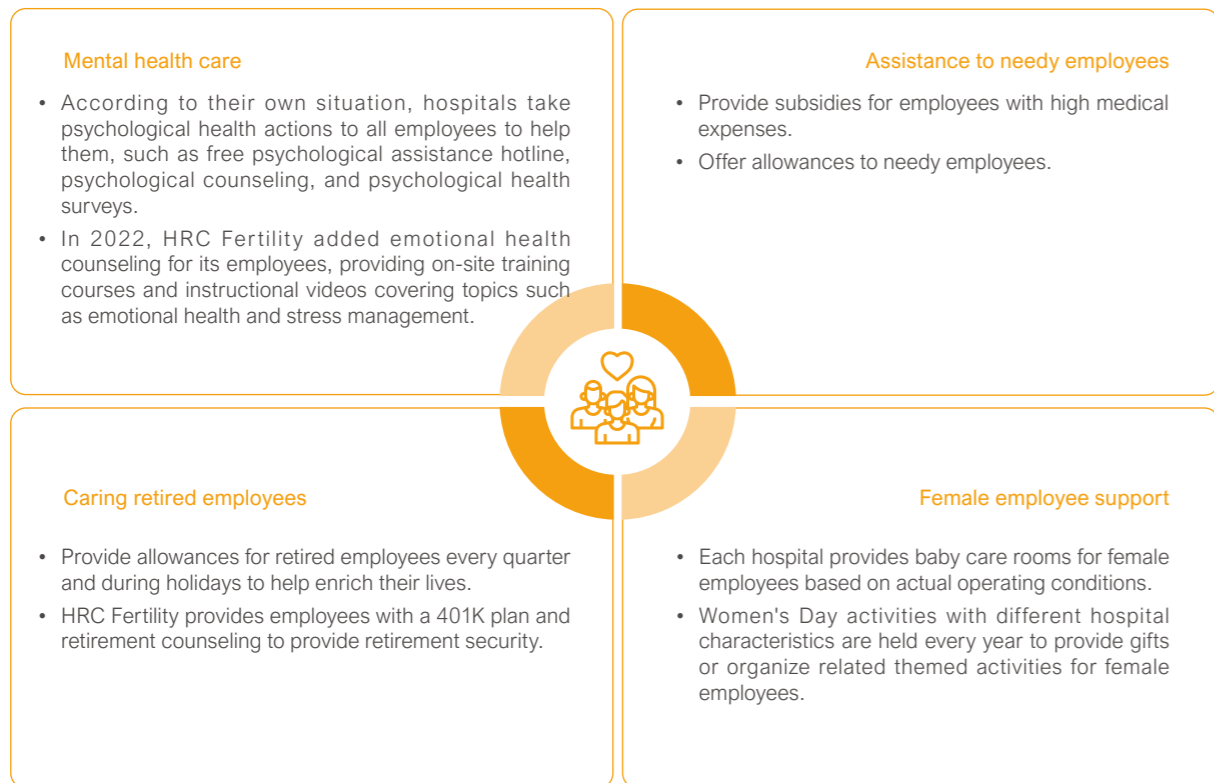 Mental health care
• According to their own situation, hospitals take
psychological health actions to all employees to help
them, such as free psychological assistance hotline,
psychological counseling, and psychological health
surveys.
• In 2022, HRC Fertility added emotional health
counseling for its employees, providing on-site training
courses and instructional videos covering topics such
as emotional health and stress management.
Assistance to needy employees
• Provide subsidies for employees with high medical
expenses.
• Offer allowances to needy employees.
Caring retired employees
• Provide allowances for retired employees every quarter
and during holidays to help enrich their lives.
• HRC Fertility provides employees with a 401K plan and
retirement counseling to provide retirement security.
Female employee support
• Each hospital provides baby care rooms for female
employees based on actual operating conditions.
• Women's Day activities with different hospital
characteristics are held every year to provide gifts
or organize related themed activities for female
employees.